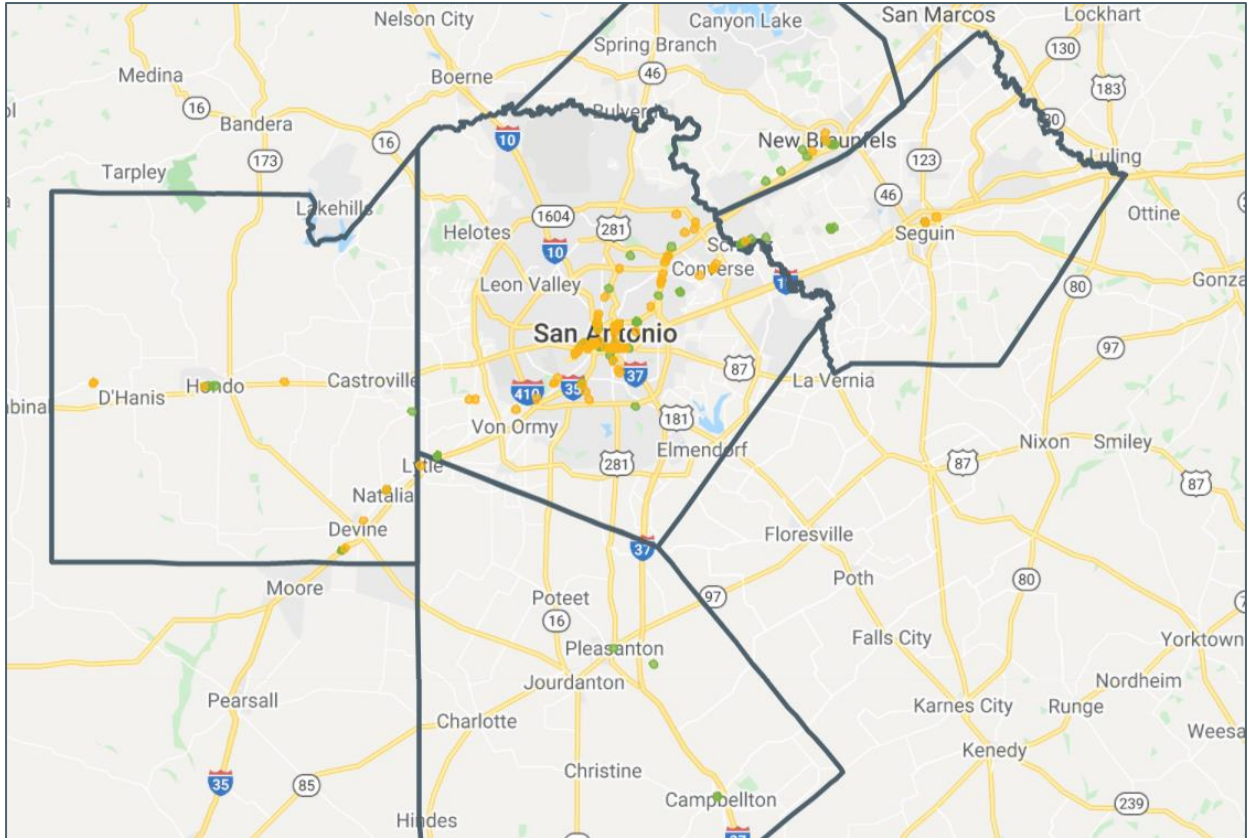 Nelson City
Canyon Lake
San Marcos
Lockhart
Spring Branch
130
Medina
Boerne
46
183
16
Bulverde
Bandera
10
New Braunfels
16
173
123
Luling
Tarpley
46
Lakehills
1604
281
Ottine
Helotes
Seguin
10
Converse
Leon Valley
80
San Antonio
97
37
87
Castroville
La Vernia
Hondo
410
35
D'Hanis
181
Von Ormy
Elmendorf
Nixon
Smiley
281
87
87
Lytle
Natalia
Devine
Floresville
37
Moore
Poteet
97
Poth
80
16
Falls City
Yorktown
Pleasanton
Jourdanton
Nordheim
Pearsall
Karnes City
Runge
Charlotte
Kenedy
Christine
35
85
Campbellton
239
Hindes